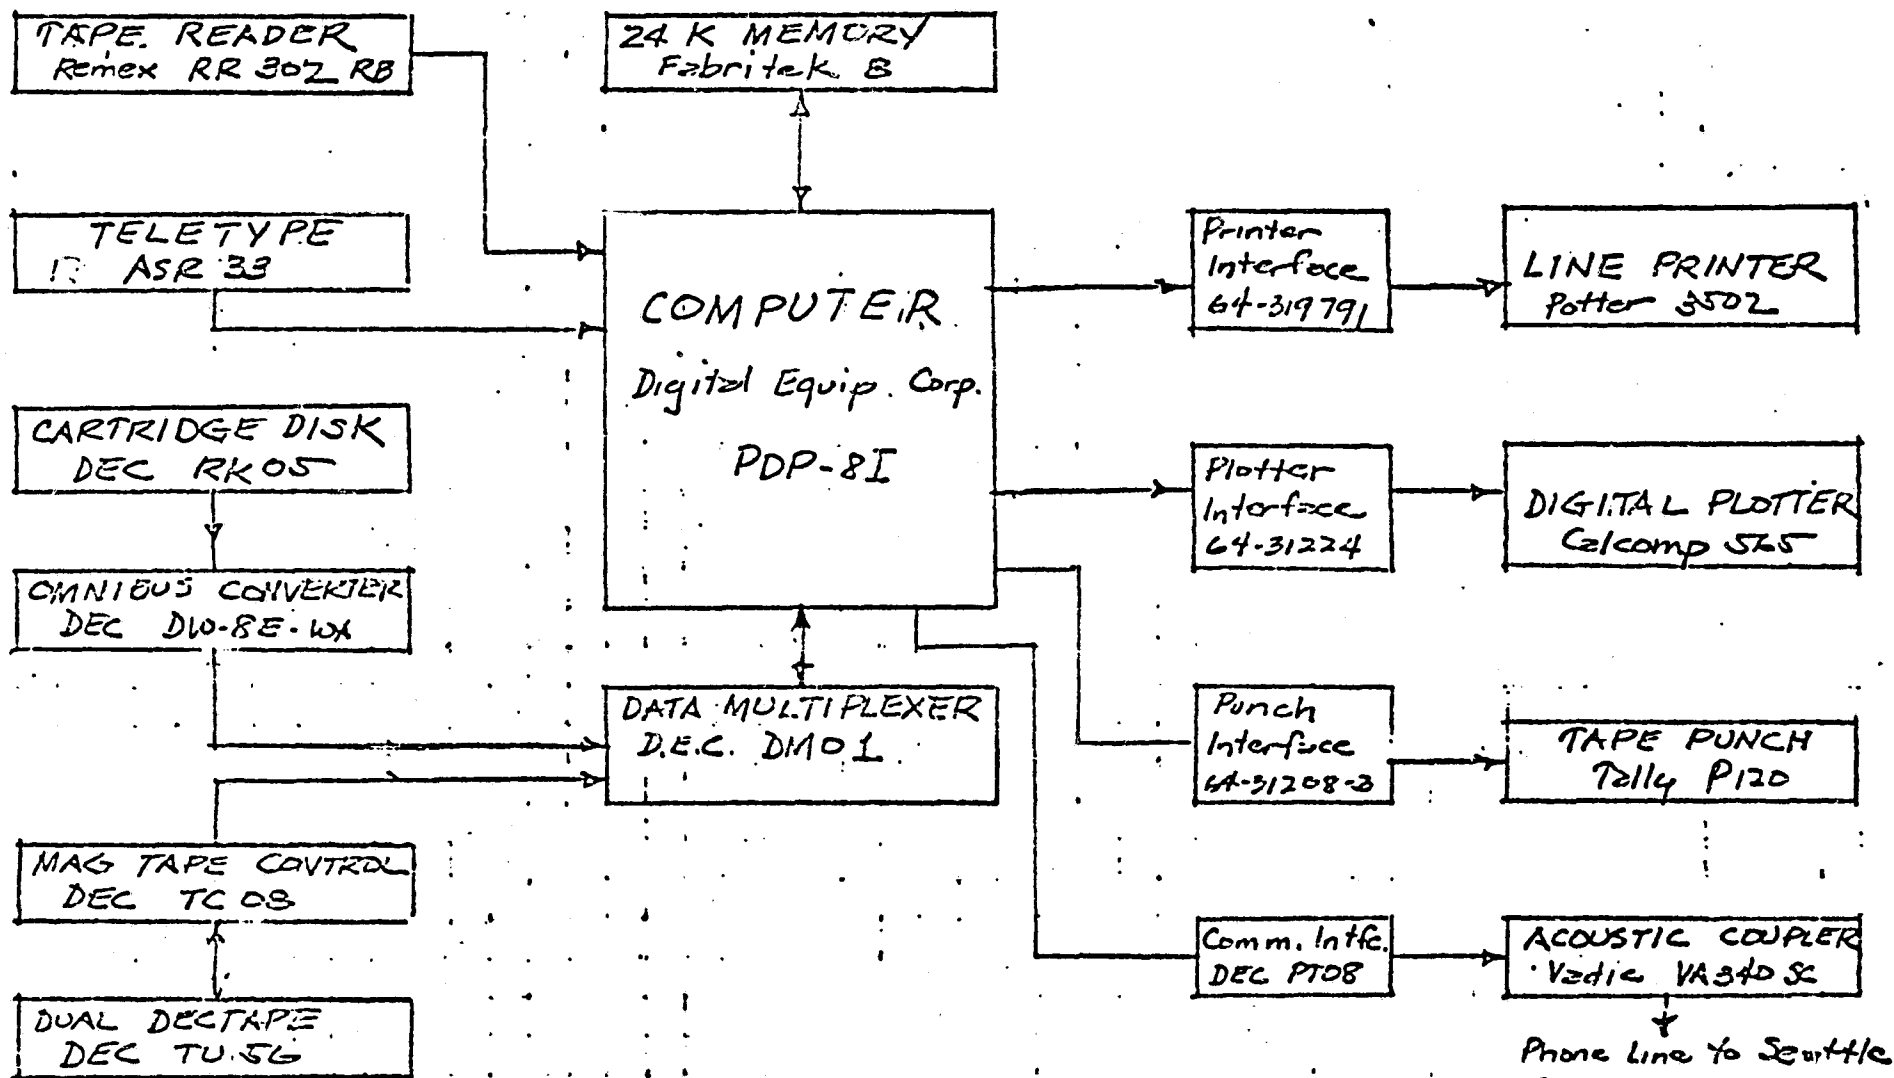 TAPE. READER
Remex RR 302 RB
24 K MEMORY
Fabritek 8
TELETYPE
ASR 33
COMPUTER
Digital Equip. Corp.
PDP-8I
Printer
Interface
64-319791
LINE PRINTER
Potter 3502
CARTRIDGE DISK
DEC RK05
Plotter
Interface
64-31224
DIGITAL PLOTTER
Calcomp 565
OMNIBUS CONVERTER
DEC DW-8E-WA
DATA MULTIPLEXER
D.E.C. DM01
Punch
Interface
64-31208-B
TAPE PUNCH
Tally P120
MAG TAPE CONTROL
DEC TC08
Comm. Intfc.
DEC PT08
ACOUSTIC COUPLER
Vadic VA340 SC
DUAL DECTAPE
DEC TU.56
Phone Line to Seattle